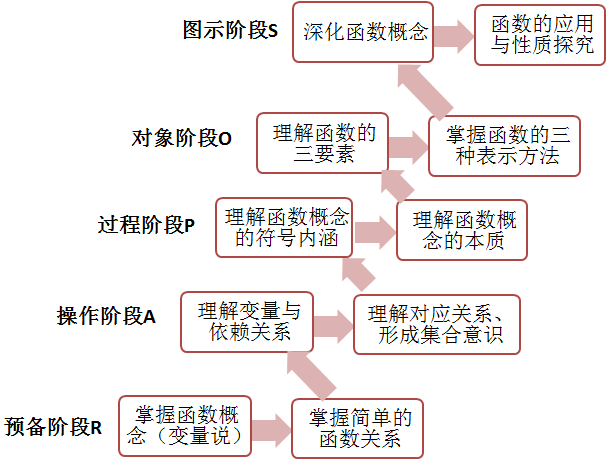 图示阶段S
深化函数概念
函数的应用
与性质探究
对象阶段O
理解函数的
三要素
掌握函数的三
种表示方法
过程阶段P
理解函数概念
的符号内涵
理解函数概
念的本质
操作阶段A
理解变量与
依赖关系
理解对应关系、
形成集合意识
预备阶段R
掌握函数概
念（变量说）
掌握简单的
函数关系